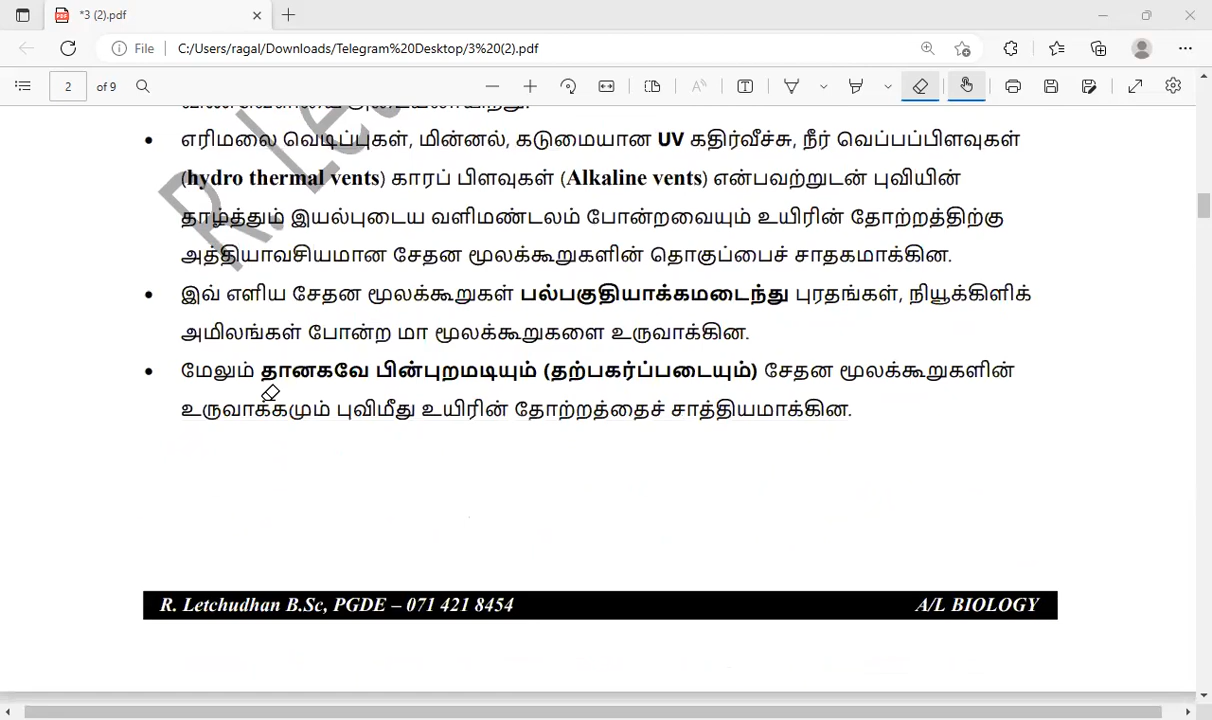 *3 (2).pdf
File C:/Users/ragal/Downloads/Telegram%20Desktop/3%20(2).pdf
2 of 9
R. Le
எரிமலை வெடிப்புகள், மின்னல், கடுமையான UV கதிர்வீச்சு, நீர் வெப்பப்பிளவுகள்
(hydro thermal vents) காரப் பிளவுகள் (Alkaline vents) என்பவற்றுடன் புவியின்
தாழ்த்தும் இயல்புடைய வளிமண்டலம் போன்றவையும் உயிரின் தோற்றத்திற்கு
அத்தியாவசியமான சேதன மூலக்கூறுகளின் தொகுப்பைச் சாதகமாக்கின.
இவ் எளிய சேதன மூலக்கூறுகள் பல்பகுதியாக்கமடைந்து புரதங்கள், நியூக்கிளிக்
அமிலங்கள் போன்ற மா மூலக்கூறுகளை உருவாக்கின.
மேலும் தானகவே பின்புறமடியும் (தற்பகர்ப்படையும்) சேதன மூலக்கூறுகளின்
உருவாக்கமும் புவிமீது உயிரின் தோற்றத்தைச் சாத்தியமாக்கின.
R. Letchudhan B.Sc, PGDE – 071 421 8454 A/L BIOLOGY